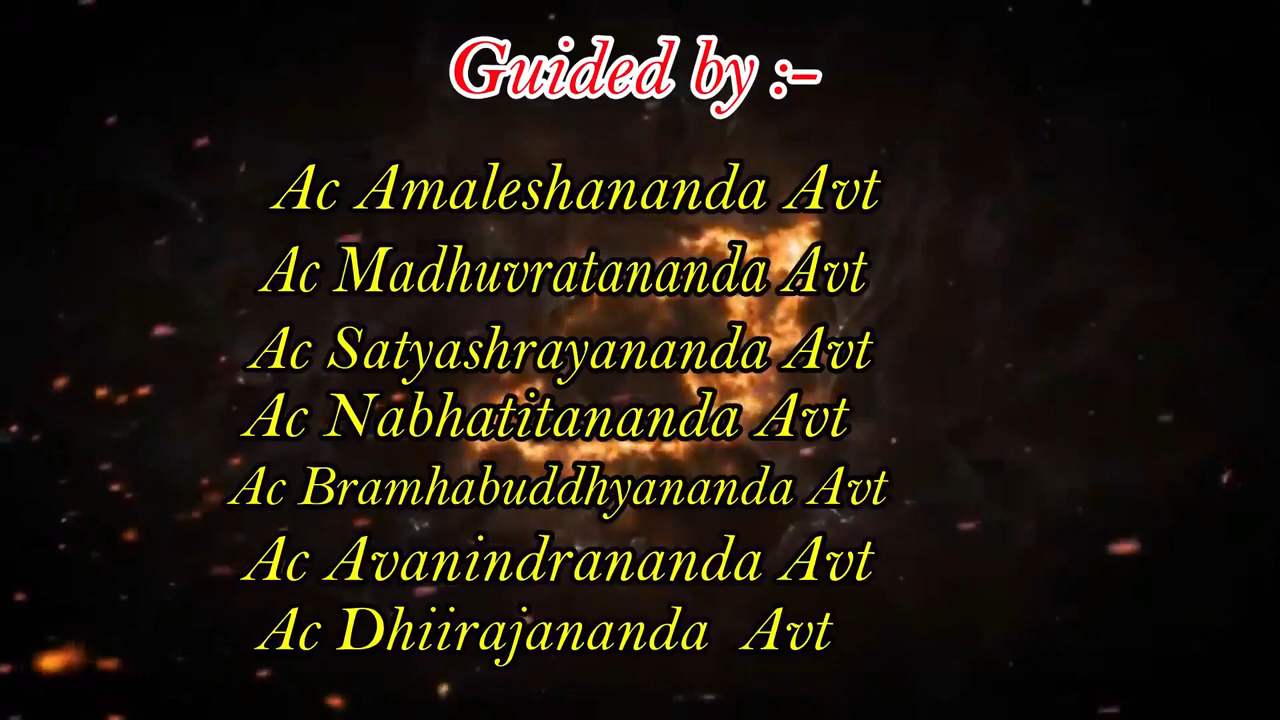 Guided by :-
Ac Amaleshananda Avt
Ac Madhuvratananda Avt
Ac Satyashrayananda Avt
Ac Nabhatitananda Avt
Ac Bramhabuddhyananda Avt
Ac Avanindrananda Avt
Ac Dhiirajananda Avt